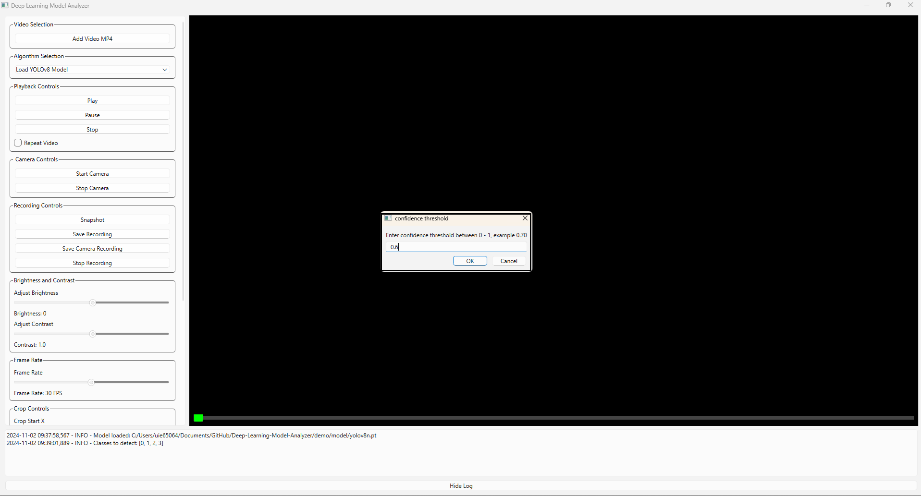 Deep Learning Model Analyzer
Video Selection
Add Video MP4
Algorithm Selection
Load YOLOv8 Model
Playback Controls
Play
Pause
Stop
Repeat Video
Camera Controls
Start Camera
Stop Camera
Recording Controls
Snapshot
Save Recording
Save Camera Recording
Stop Recording
Brightness and Contrast
Adjust Brightness
Brightness: 0
Adjust Contrast
Contrast: 1.0
Frame Rate
Frame Rate
Frame Rate: 30 FPS
Crop Controls
Crop Start X
confidence threshold
Enter confidence threshold between 0 - 1, example 0.70
0.6
OK
Cancel
2024-11-02 09:37:58,567 - INFO - Model loaded: C:/Users/uie65064/Documents/GitHub/Deep-Learning-Model-Analyzer/demo/model/yolov8n.pt
2024-11-02 09:39:01,889 - INFO - Classes to detect: [0, 1, 2, 3]
Hide Log